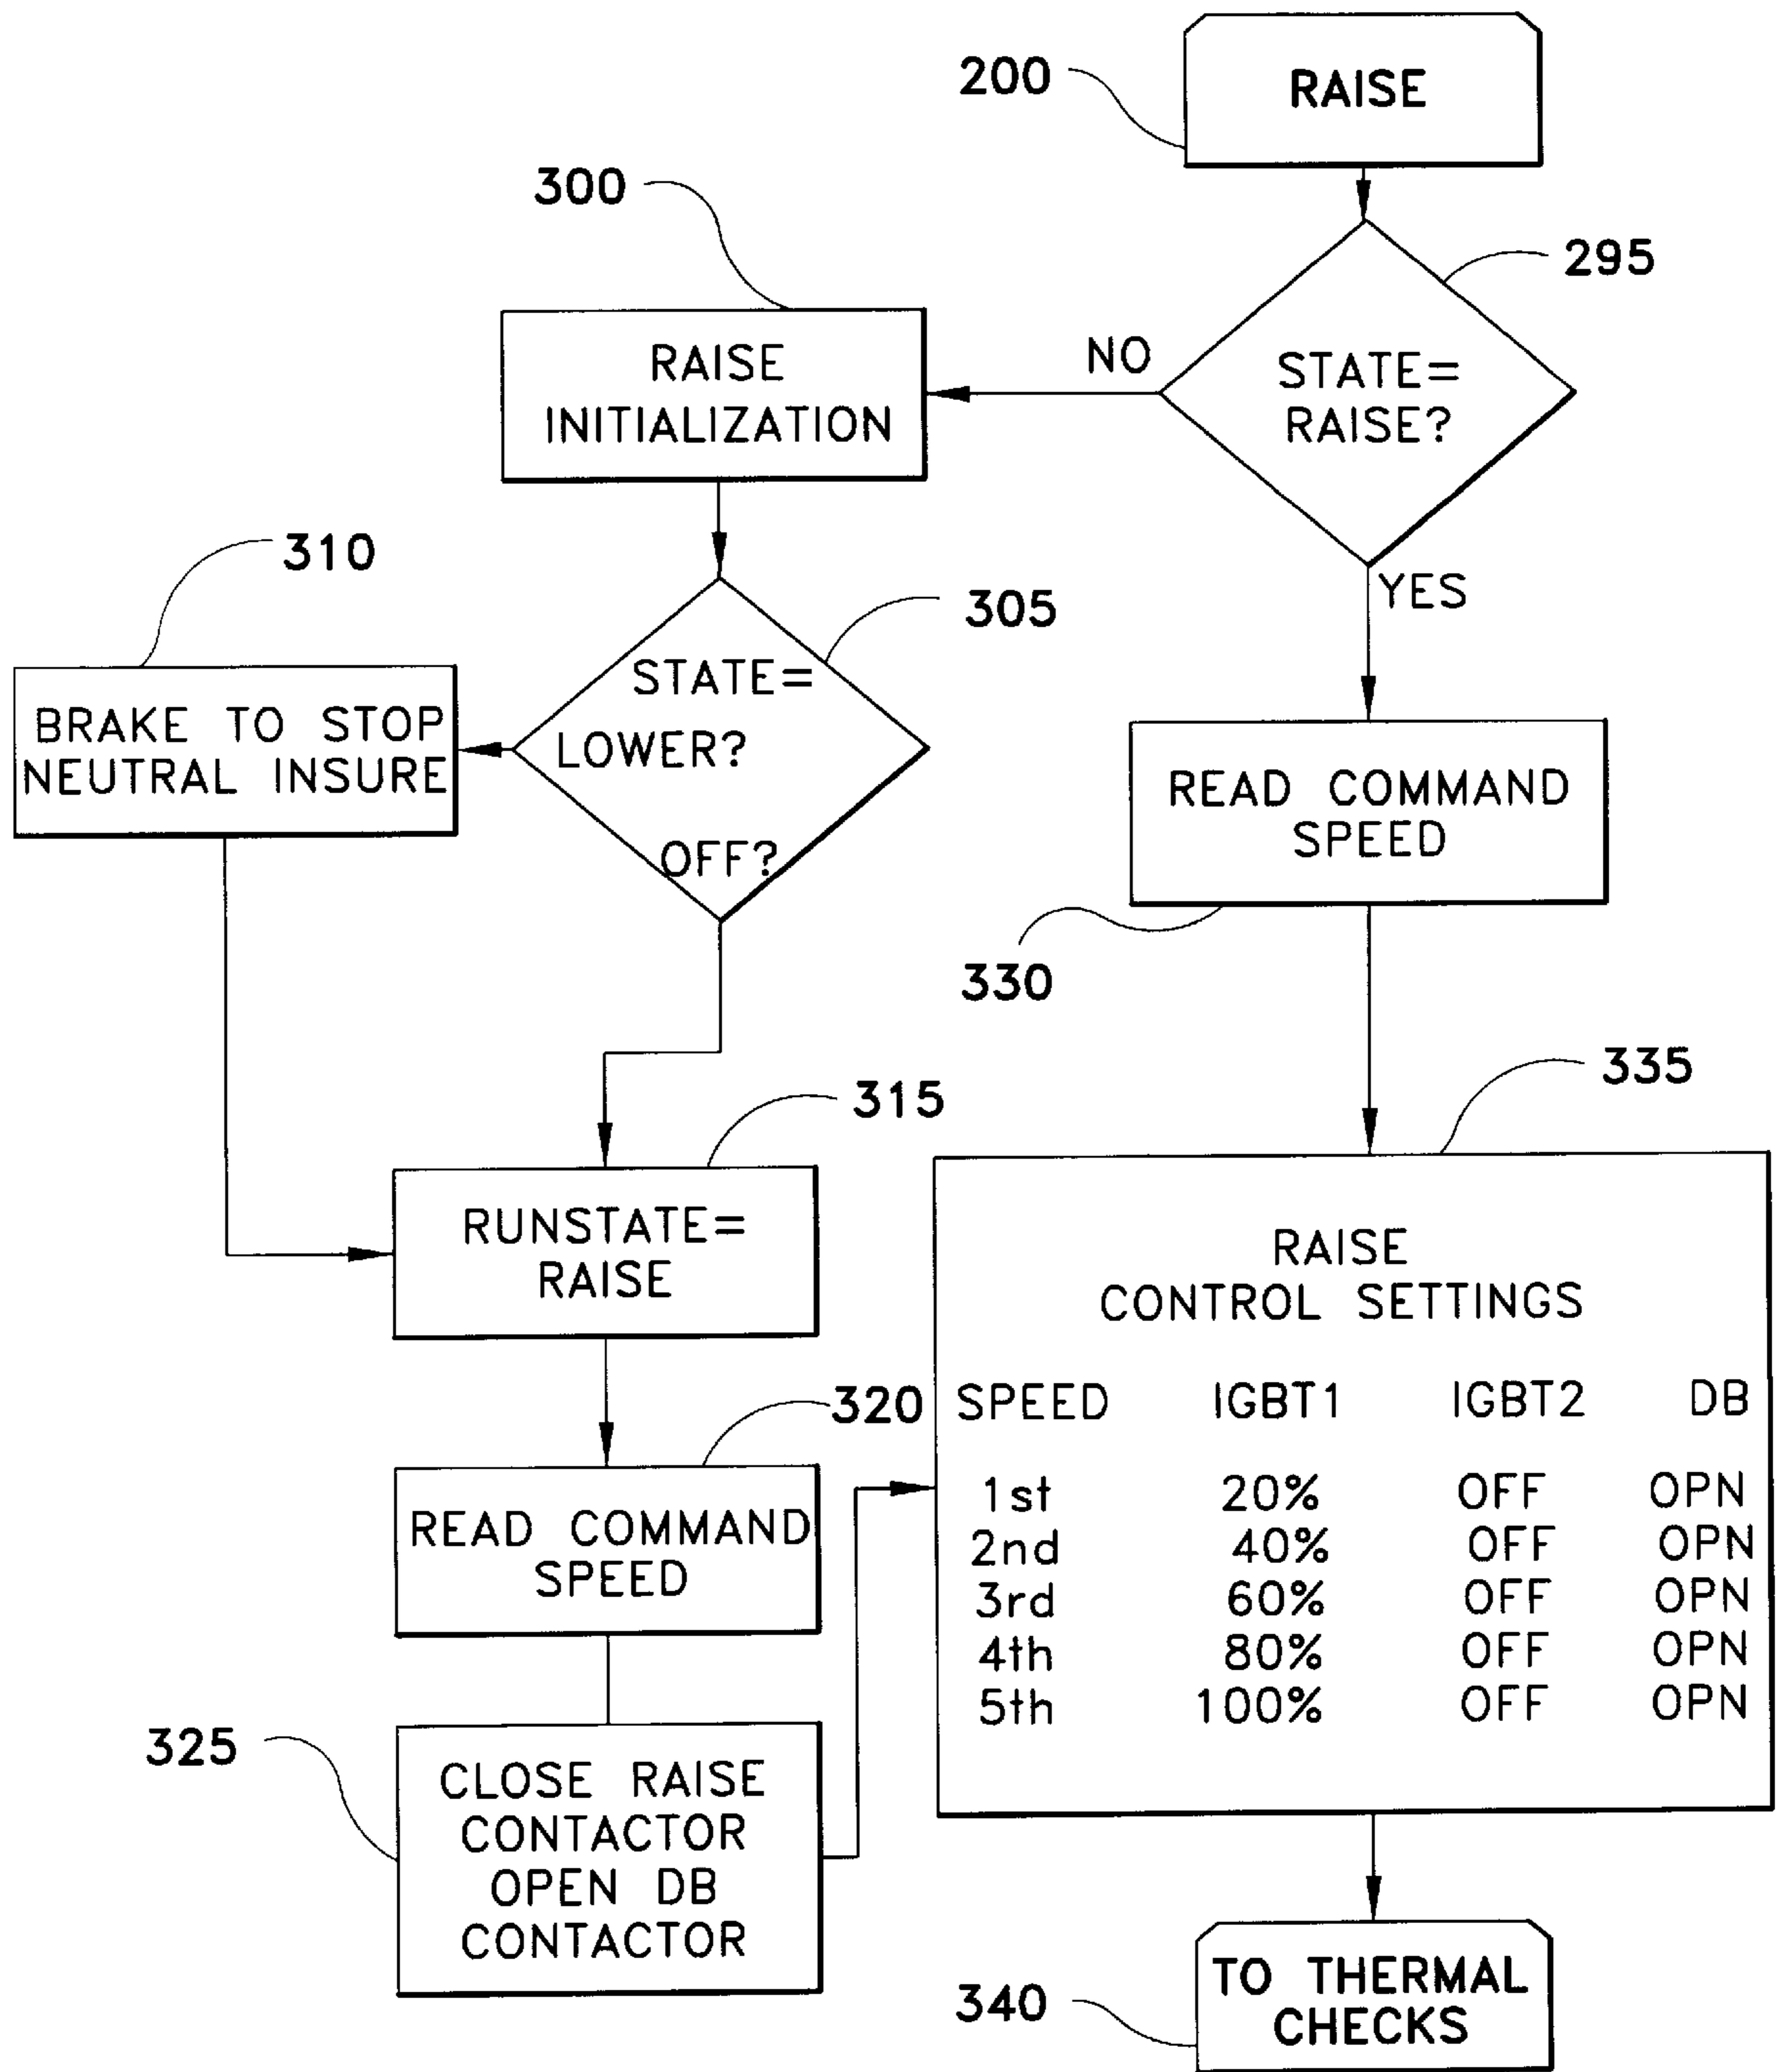 200
RAISE
300
295
NO
STATE=
RAISE?
RAISE
INITIALIZATION
310
305
YES
STATE=
LOWER?
OFF?
BRAKE TO STOP
NEUTRAL INSURE
READ COMMAND
SPEED
330
335
315
RUNSTATE=
RAISE
320
READ COMMAND
SPEED
325
CLOSE RAISE
CONTACTOR
OPEN DB
CONTACTOR
RAISE
CONTROL SETTINGS
SPEED IGBT1 IGBT2 DB
1st 20% OFF OPN
2nd 40% OFF OPN
3rd 60% OFF OPN
4th 80% OFF OPN
5th 100% OFF OPN
340
TO THERMAL
CHECKS